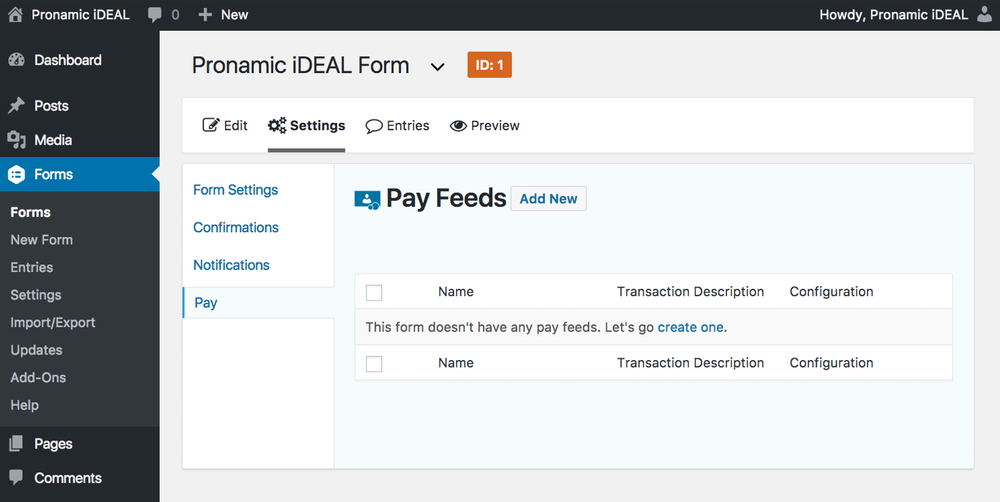 Pronamic iDEAL 0 New Howdy, Pronamic iDEAL
Dashboard
Posts
Media
Forms
Forms
New Form
Entries
Settings
Import/Export
Updates
Add-Ons
Help
Pages
Comments
Pronamic iDEAL Form ID: 1
Edit Settings Entries Preview
Form Settings
Confirmations
Notifications
Pay
Pay Feeds Add New
Name Transaction Description Configuration
This form doesn't have any pay feeds. Let's go create one.
Name Transaction Description Configuration